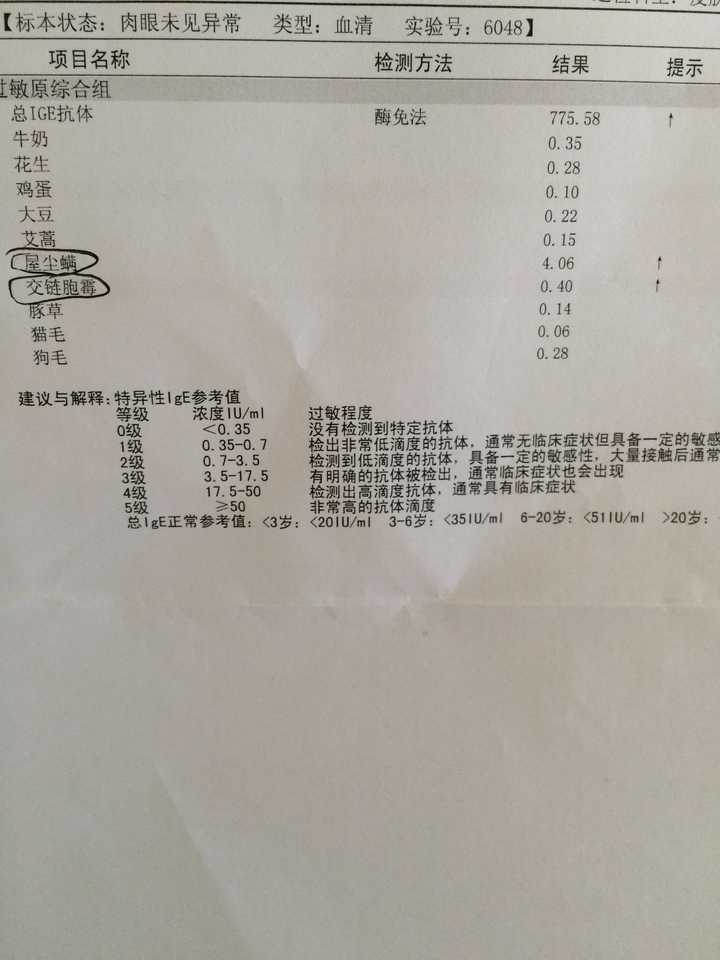 【标本状态：肉眼未见异常 类型：血清 实验号：6048】
项目名称 检测方法 结果 提示
过敏原综合组
总IGE抗体 酶免法 775.58 ↑
牛奶 0.35
花生 0.28
鸡蛋 0.10
大豆 0.22
艾蒿 0.15
屋尘螨 4.06 ↑
交链孢霉 0.40 ↑
豚草 0.14
猫毛 0.06
狗毛 0.28
建议与解释：特异性IgE参考值
等级 浓度IU/ml 过敏程度
0级 ＜0.35 没有检测到特定抗体
1级 0.35-0.7 检出非常低滴度的抗体，通常无临床症状但具备一定的敏感
2级 0.7-3.5 检测到低滴度的抗体，具备一定的敏感性，大量接触后通常
3级 3.5-17.5 有明确的抗体被检出，通常临床症状也会出现
4级 17.5-50 检测出高滴度抗体，通常具有临床症状
5级 ≥50 非常高的抗体滴度
总IgE正常参考值：<3岁：<20IU/ml 3-6岁：<35IU/ml 6-20岁：<51IU/ml >20岁：